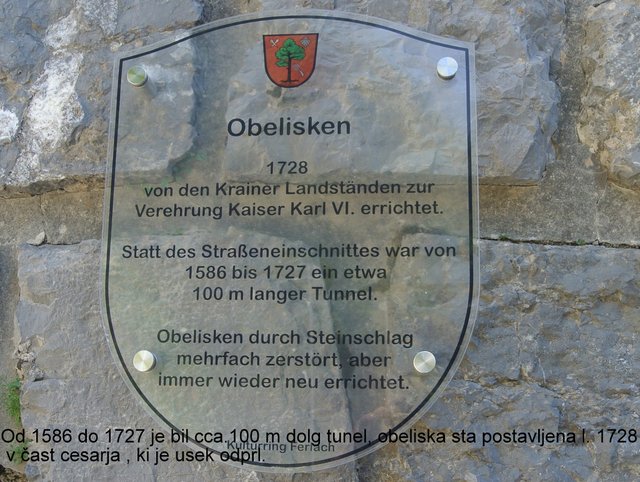 Obelisken
1728
von den Krainer Landständen zur
Verehrung Kaiser Karl VI. errichtet.
Statt des Straßeneinschnittes war von
1586 bis 1727 ein etwa
100 m langer Tunnel.
Obelisken durch Steinschlag
mehrfach zerstört, aber
immer wieder neu errichtet.
Kulturring Ferlach
Od 1586 do 1727 je bil cca.100 m dolg tunel, obeliska sta postavljena l. 1728
v čast cesarja , ki je usek odprl.